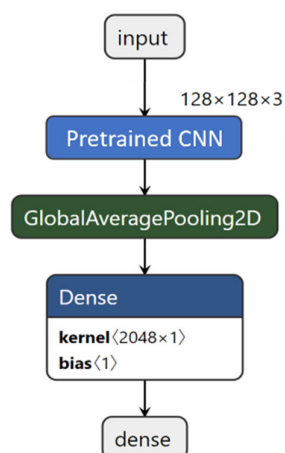 input
128×128×3
Pretrained CNN
GlobalAveragePooling2D
Dense
kernel⟨2048×1⟩
bias⟨1⟩
dense